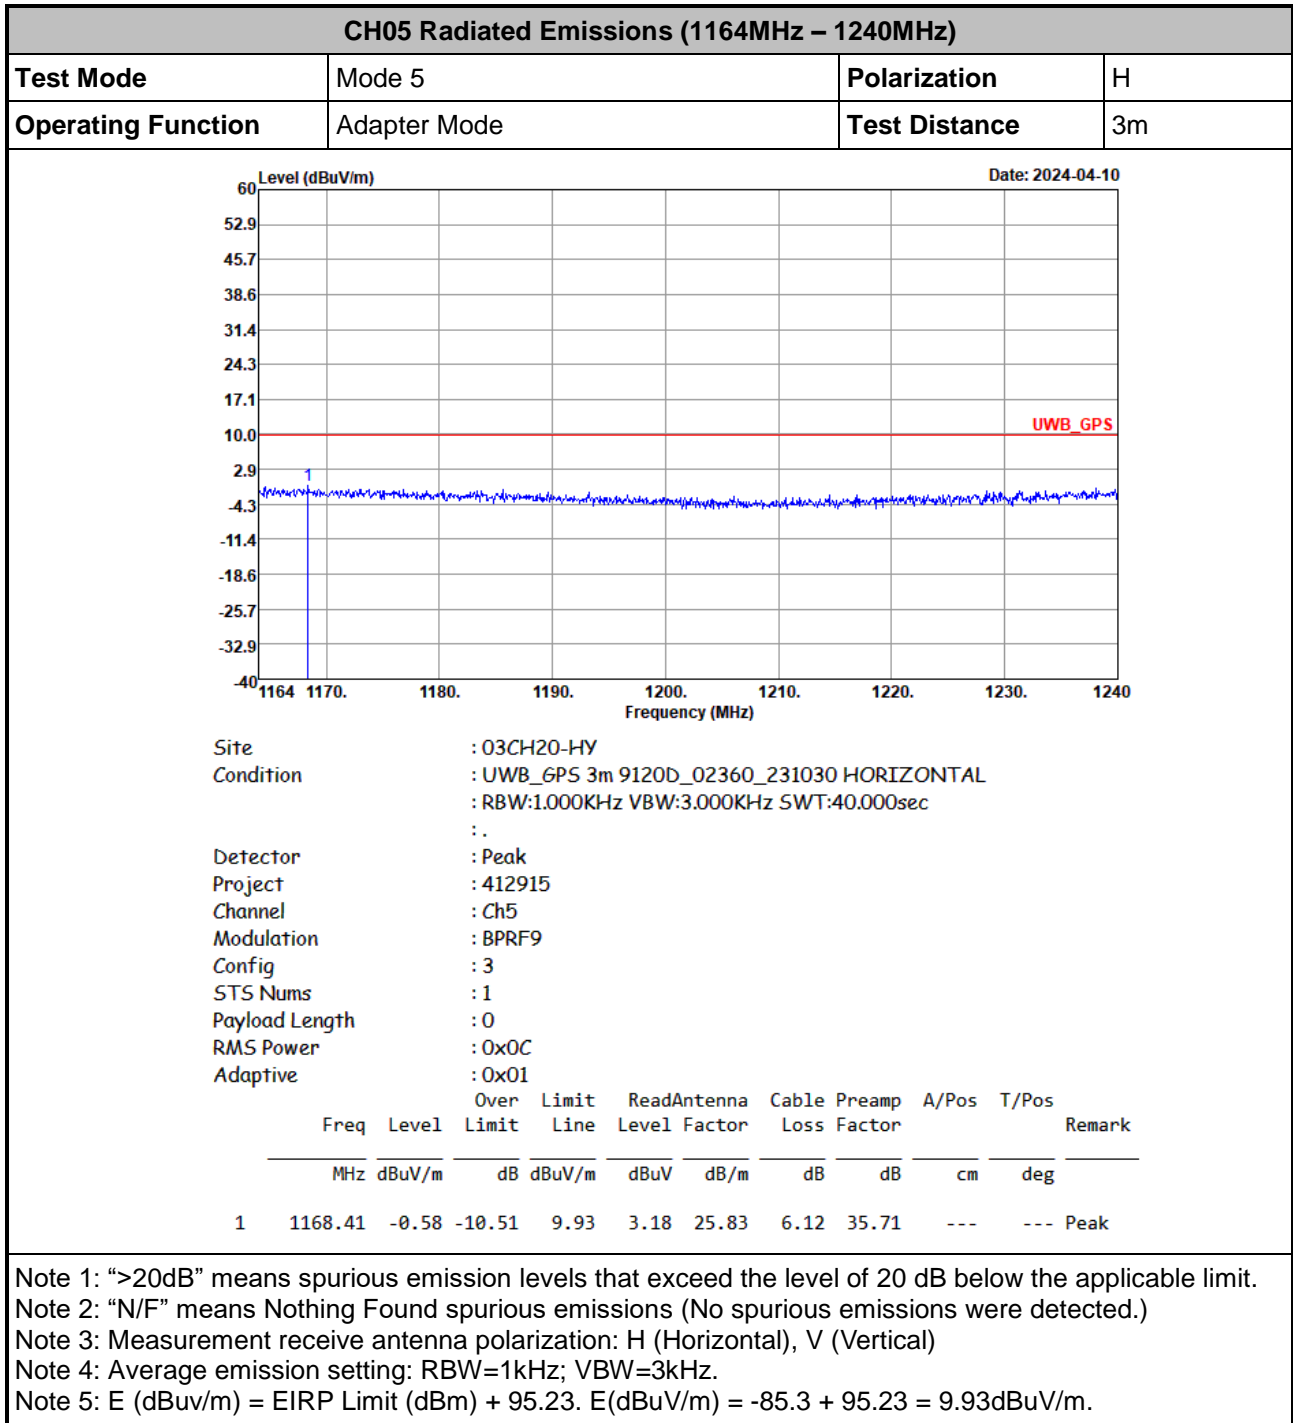 CH05 Radiated Emissions (1164MHz – 1240MHz)
Test Mode Mode 5 Polarization H
Operating Function Adapter Mode Test Distance 3m
Level (dBuV/m) Date: 2024-04-10
60
52.9
45.7
38.6
31.4
24.3
17.1
UWB_GPS
10.0
2.9
1
-4.3
-11.4
-18.6
-25.7
-32.9
-40
1164 1170. 1180. 1190. 1200. 1210. 1220. 1230. 1240
Frequency (MHz)
Site : 03CH20-HY
Condition : UWB_GPS 3m 9120D_02360_231030 HORIZONTAL
: RBW:1.000KHz VBW:3.000KHz SWT:40.000sec
: .
Detector : Peak
Project : 412915
Channel : Ch5
Modulation : BPRF9
Config : 3
STS Nums : 1
Payload Length : 0
RMS Power : 0x0C
Adaptive : 0x01
Over Limit ReadAntenna Cable Preamp A/Pos T/Pos
Freq Level Limit Line Level Factor Loss Factor Remark
MHz dBuV/m dB dBuV/m dBuV dB/m dB dB cm deg
1 1168.41 -0.58 -10.51 9.93 3.18 25.83 6.12 35.71 --- --- Peak
Note 1: “>20dB” means spurious emission levels that exceed the level of 20 dB below the applicable limit.
Note 2: “N/F” means Nothing Found spurious emissions (No spurious emissions were detected.)
Note 3: Measurement receive antenna polarization: H (Horizontal), V (Vertical)
Note 4: Average emission setting: RBW=1kHz; VBW=3kHz.
Note 5: E (dBuv/m) = EIRP Limit (dBm) + 95.23. E(dBuV/m) = -85.3 + 95.23 = 9.93dBuV/m.